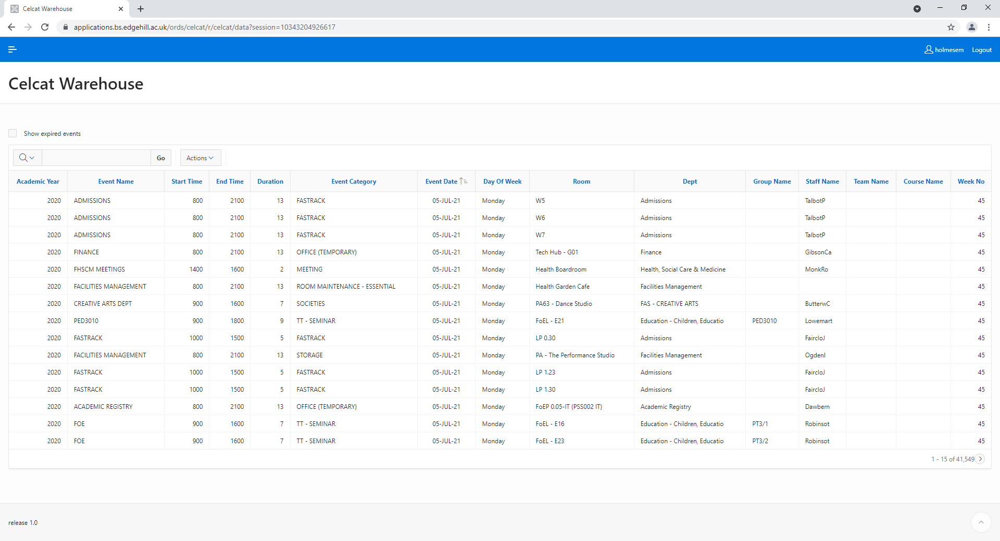 Celcat Warehouse
applications.bs.edgehill.ac.uk/ords/celcat/r/celcat/data?session=10343204926617
holmesem Logout
Celcat Warehouse
Show expired events
Go Actions
Academic Year Event Name Start Time End Time Duration Event Category Event Date Day Of Week Room Dept Group Name Staff Name Team Name Course Name Week No
2020 ADMISSIONS 800 2100 13 FASTRACK 05-JUL-21 Monday W5 Admissions TalbotP 45
2020 ADMISSIONS 800 2100 13 FASTRACK 05-JUL-21 Monday W6 Admissions TalbotP 45
2020 ADMISSIONS 800 2100 13 FASTRACK 05-JUL-21 Monday W7 Admissions TalbotP 45
2020 FINANCE 800 2100 13 OFFICE (TEMPORARY) 05-JUL-21 Monday Tech Hub - G01 Finance GibsonCa 45
2020 FHSCM MEETINGS 1400 1600 2 MEETING 05-JUL-21 Monday Health Boardroom Health, Social Care & Medicine MonkRo 45
2020 FACILITIES MANAGEMENT 800 2100 13 ROOM MAINTENANCE - ESSENTIAL 05-JUL-21 Monday Health Garden Cafe Facilities Management 45
2020 CREATIVE ARTS DEPT 900 1600 7 SOCIETIES 05-JUL-21 Monday PA63 - Dance Studio FAS - CREATIVE ARTS ButterwC 45
2020 PED3010 900 1800 9 TT - SEMINAR 05-JUL-21 Monday FoEL - E21 Education - Children, Educatio PED3010 Lowemart 45
2020 FASTRACK 1000 1500 5 FASTRACK 05-JUL-21 Monday LP 0.30 Admissions FaircloJ 45
2020 FACILITIES MANAGEMENT 800 2100 13 STORAGE 05-JUL-21 Monday PA - The Performance Studio Facilities Management OgdenI 45
2020 FASTRACK 1000 1500 5 FASTRACK 05-JUL-21 Monday LP 1.23 Admissions FaircloJ 45
2020 FASTRACK 1000 1500 5 FASTRACK 05-JUL-21 Monday LP 1.30 Admissions FaircloJ 45
2020 ACADEMIC REGISTRY 800 2100 13 OFFICE (TEMPORARY) 05-JUL-21 Monday FoEP 0.05-IT (PSS002 IT) Academic Registry Dawbern 45
2020 FOE 900 1600 7 TT - SEMINAR 05-JUL-21 Monday FoEL - E16 Education - Children, Educatio PT3/1 Robinsot 45
2020 FOE 900 1600 7 TT - SEMINAR 05-JUL-21 Monday FoEL - E23 Education - Children, Educatio PT3/2 Robinsot 45
1 - 15 of 41,549
release 1.0